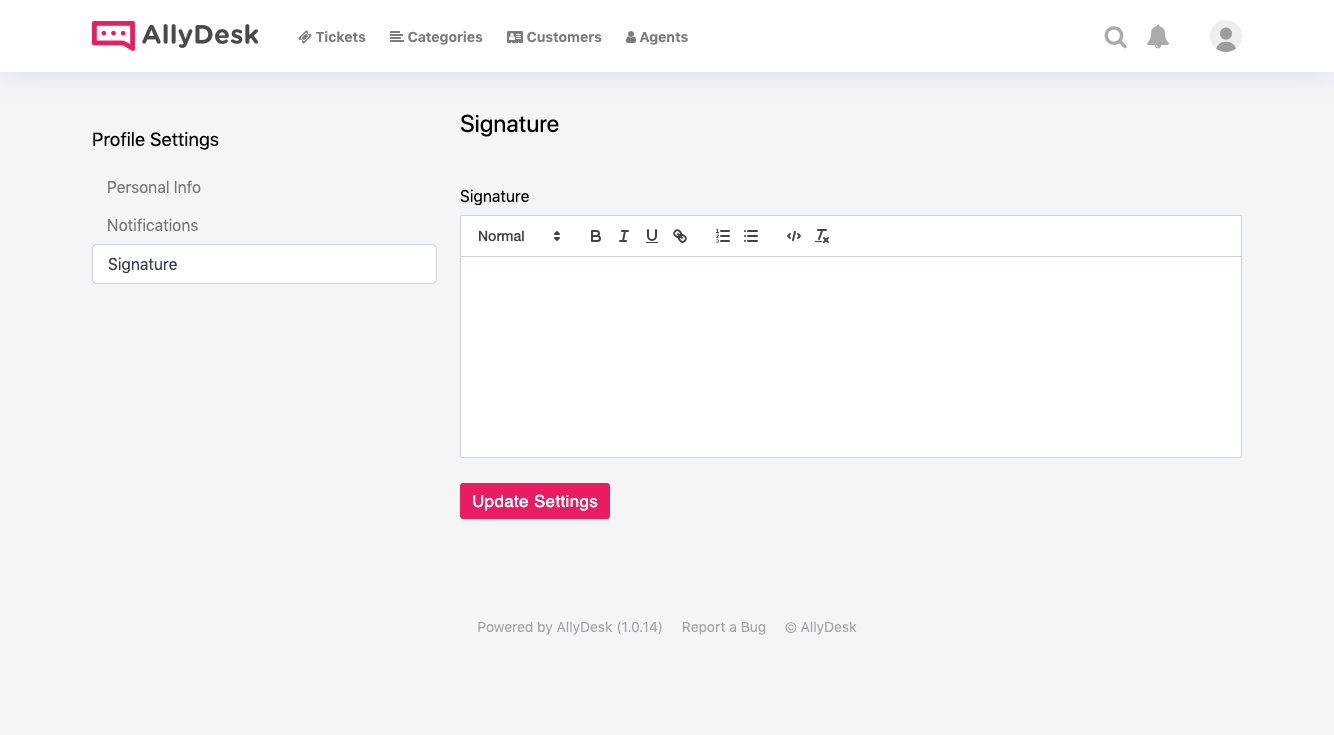 AllyDesk Tickets Categories Customers Agents
Profile Settings
Personal Info
Notifications
Signature
Signature
Signature
Normal
Update Settings
Powered by AllyDesk (1.0.14) Report a Bug © AllyDesk